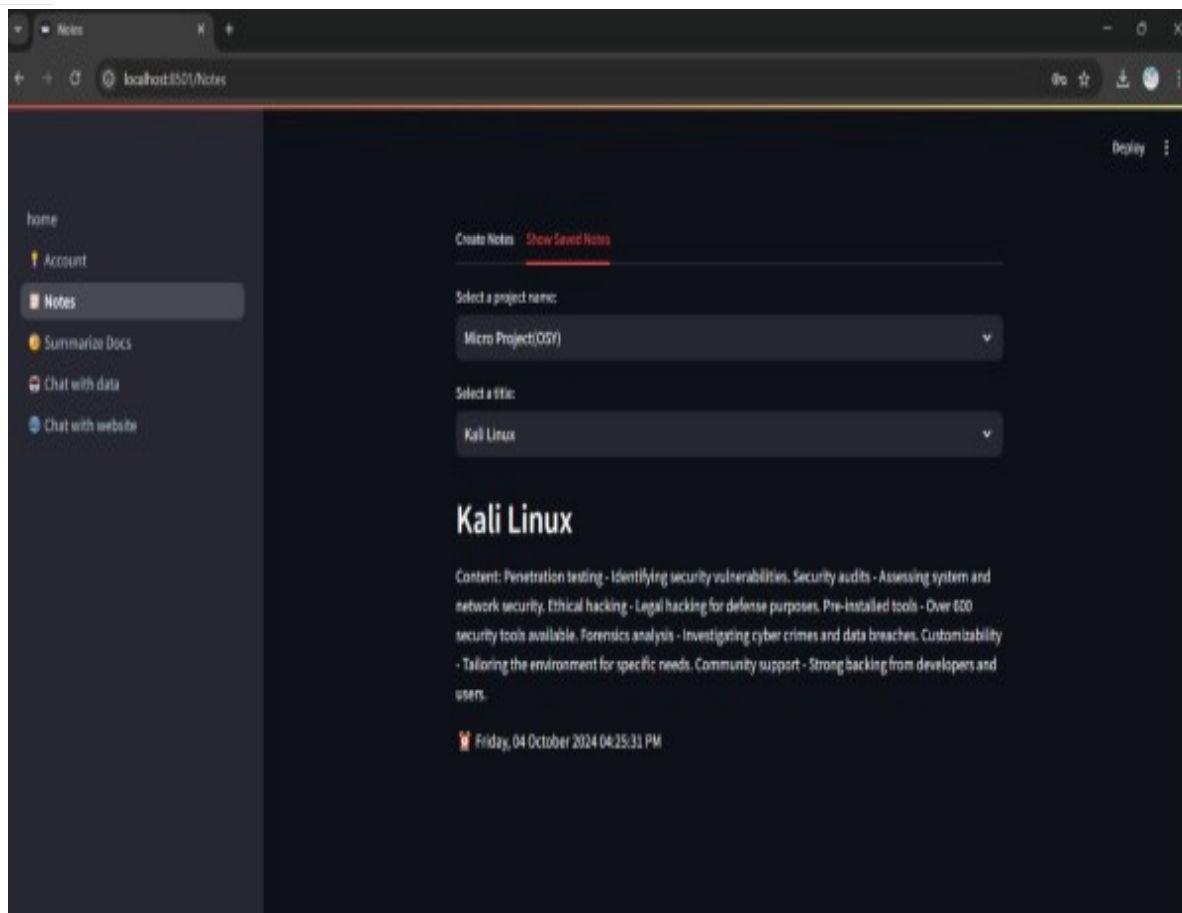 Notes
localhost:8501/Notes
Deploy
home
Account
Notes
Summarize Docs
Chat with data
Chat with website
Create Notes Show Saved Notes
Select a project name:
Micro Project(OSY)
Select a title:
Kali Linux
Kali Linux
Content: Penetration testing - Identifying security vulnerabilities. Security audits - Assessing system and
network security. Ethical hacking - Legal hacking for defense purposes. Pre-installed tools - Over 600
security tools available. Forensics analysis - Investigating cyber crimes and data breaches. Customizability
- Tailoring the environment for specific needs. Community support - Strong backing from developers and
users.
Friday, 04 October 2024 04:25:31 PM